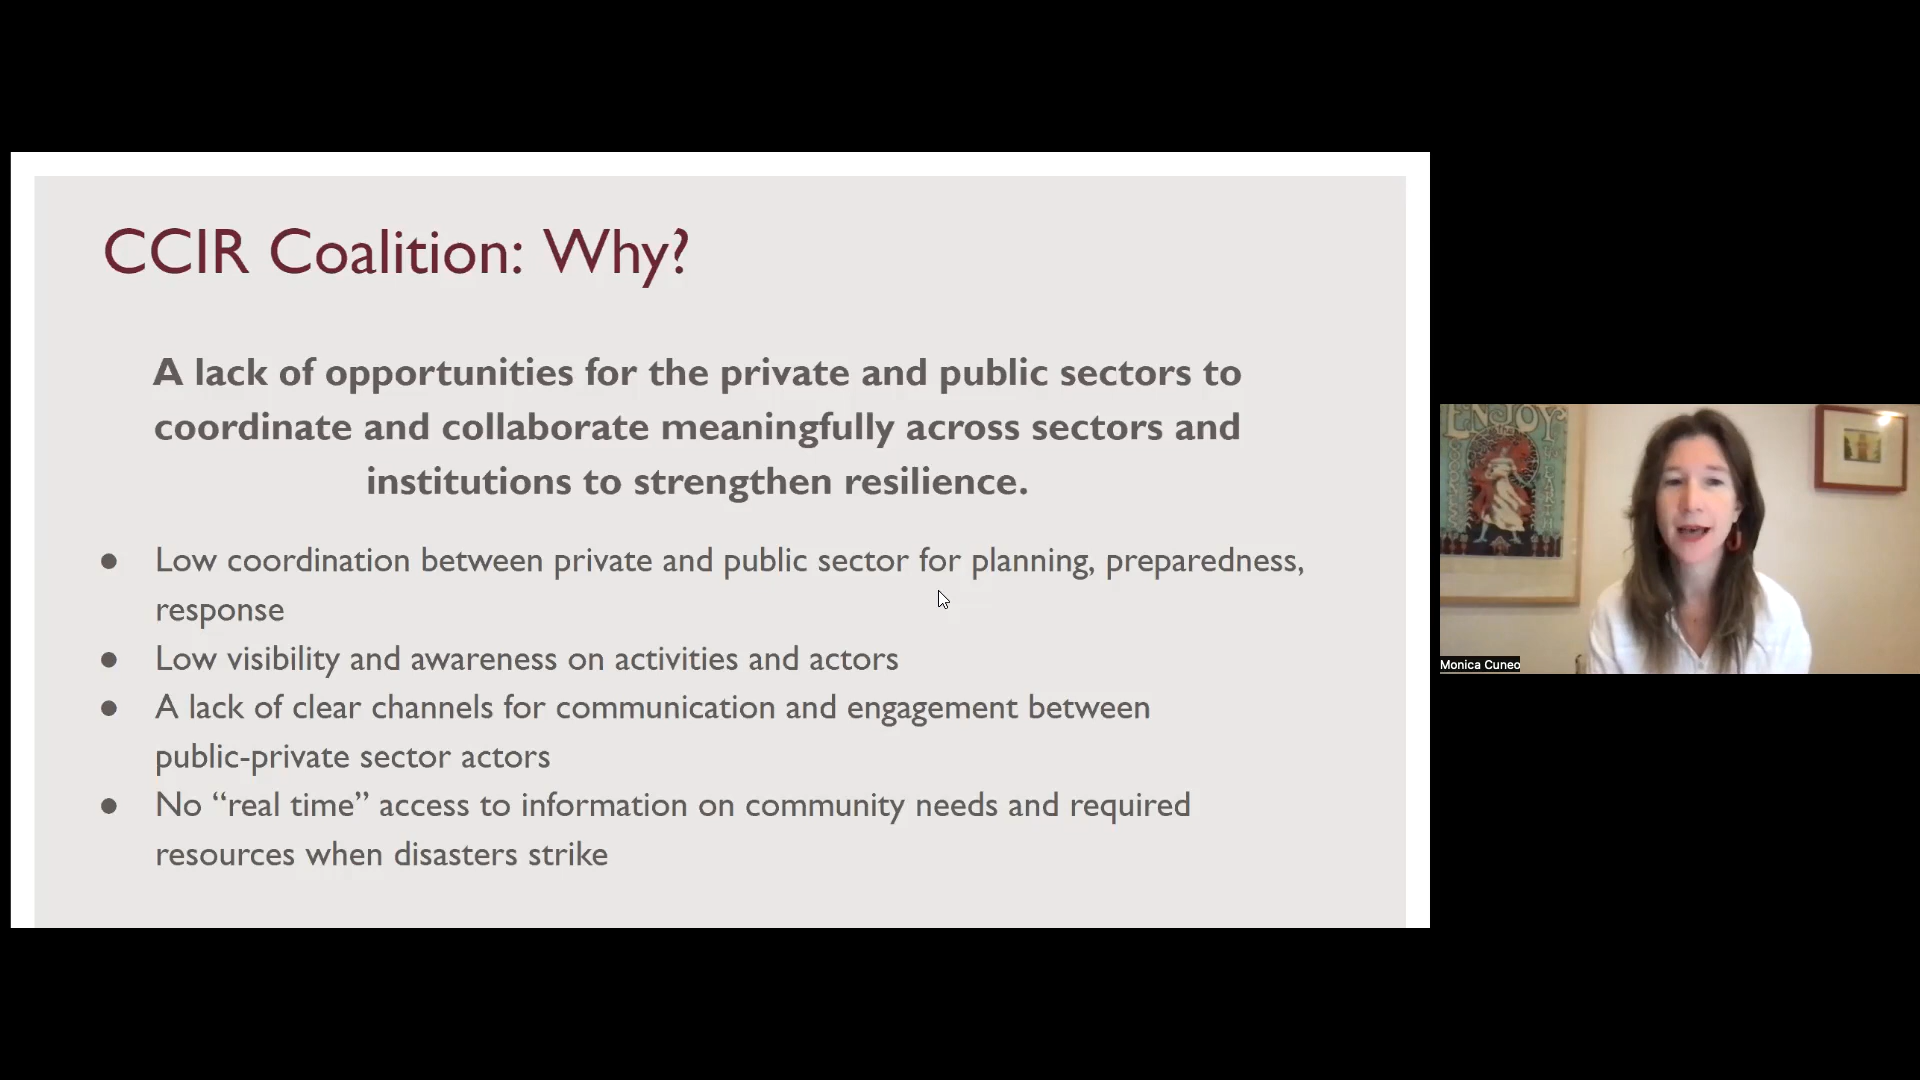 CCIR Coalition: Why?
A lack of opportunities for the private and public sectors to
coordinate and collaborate meaningfully across sectors and
institutions to strengthen resilience.
● Low coordination between private and public sector for planning, preparedness,
response
● Low visibility and awareness on activities and actors
● A lack of clear channels for communication and engagement between
public-private sector actors
● No “real time” access to information on community needs and required
resources when disasters strike
ENJOY
Monica Cuneo